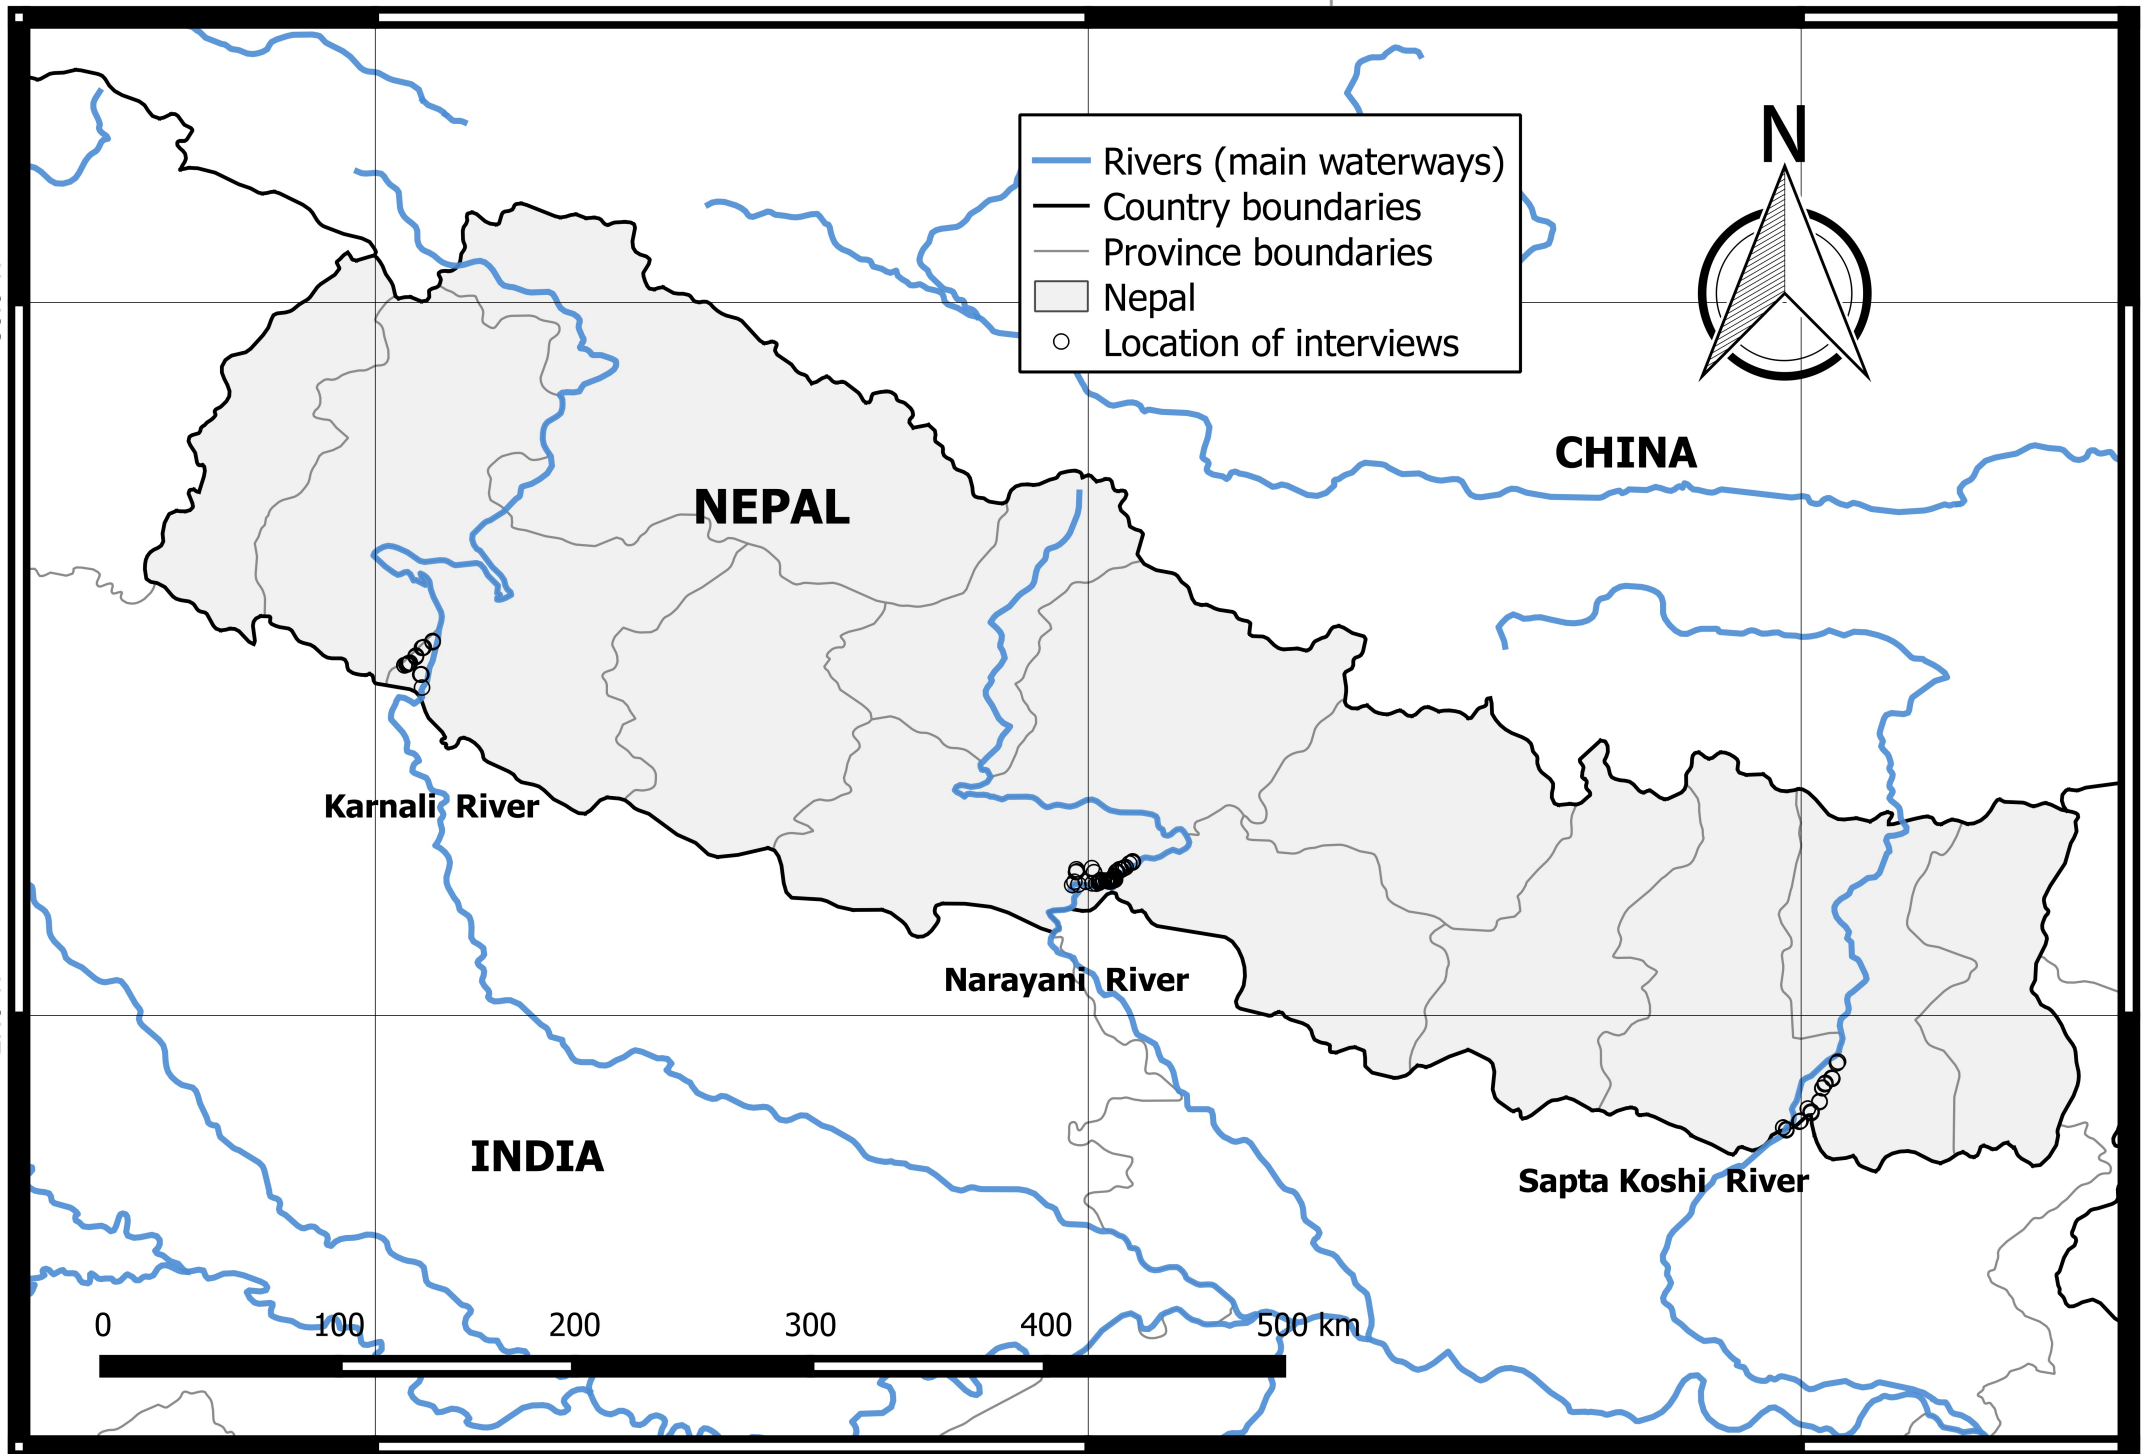 N
Rivers (main waterways)
Country boundaries
Province boundaries
Nepal
Location of interviews
CHINA
NEPAL
Karnali River
Narayani River
INDIA
Sapta Koshi River
0 100 200 300 400 500 km